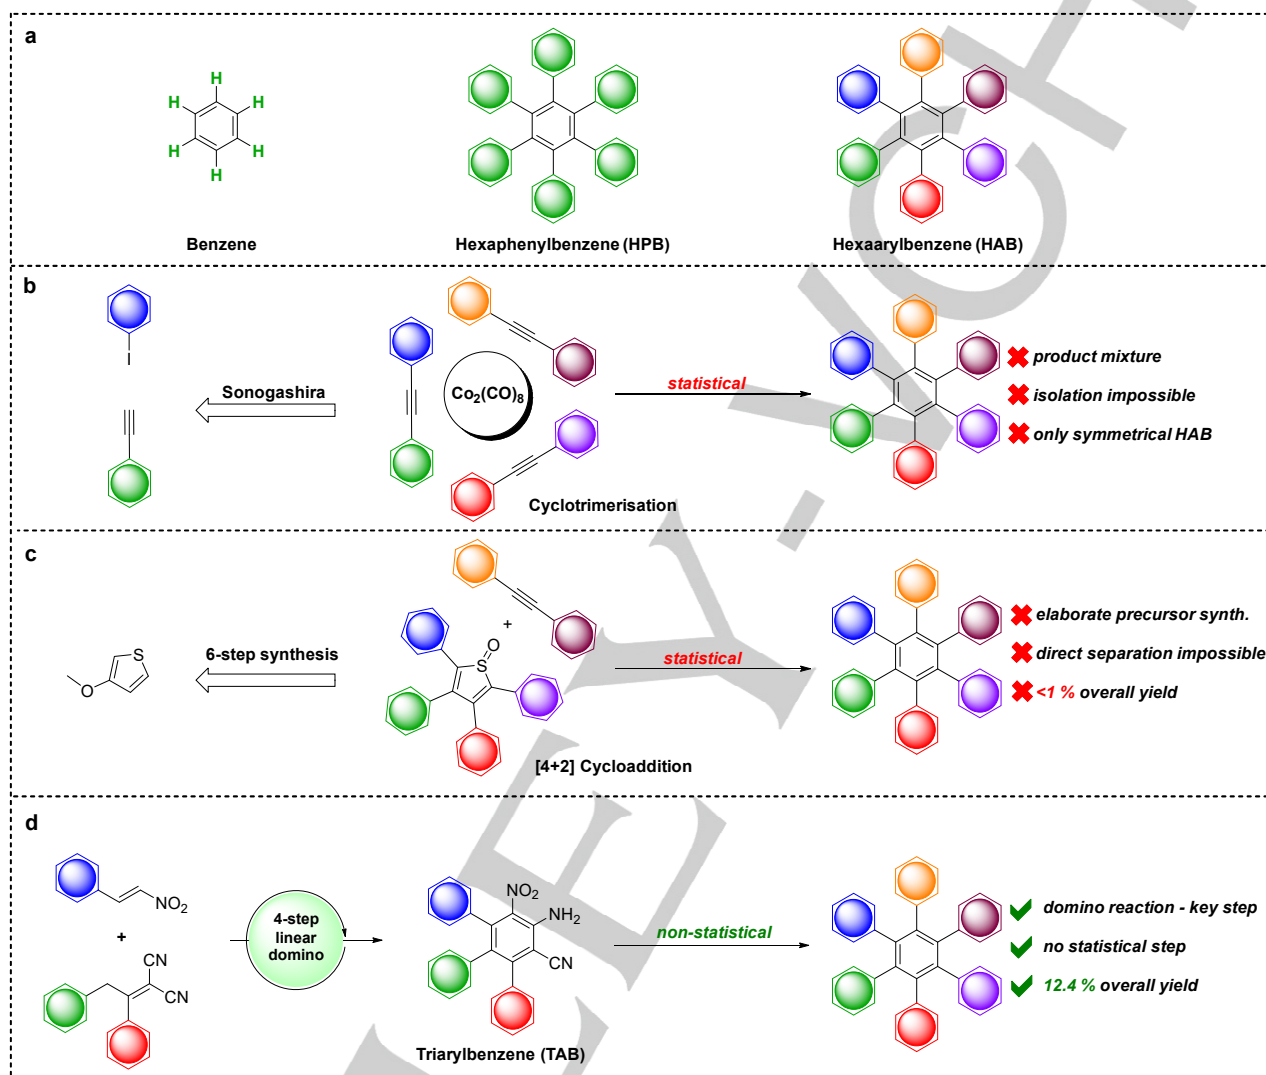 a
H
H H
H H
H
Benzene
Hexaphenylbenzene (HPB)
Hexaarylbenzene (HAB)
b
I
Sonogashira
Co2(CO)8
Cyclotrimerisation
statistical
product mixture
isolation impossible
only symmetrical HAB
c
S
O
6-step synthesis
+
O
S
[4+2] Cycloaddition
statistical
elaborate precursor synth.
direct separation impossible
<1 % overall yield
d
NO2
+
CN
CN
4-step
linear
domino
NO2
NH2
CN
Triarylbenzene (TAB)
non-statistical
domino reaction - key step
no statistical step
12.4 % overall yield